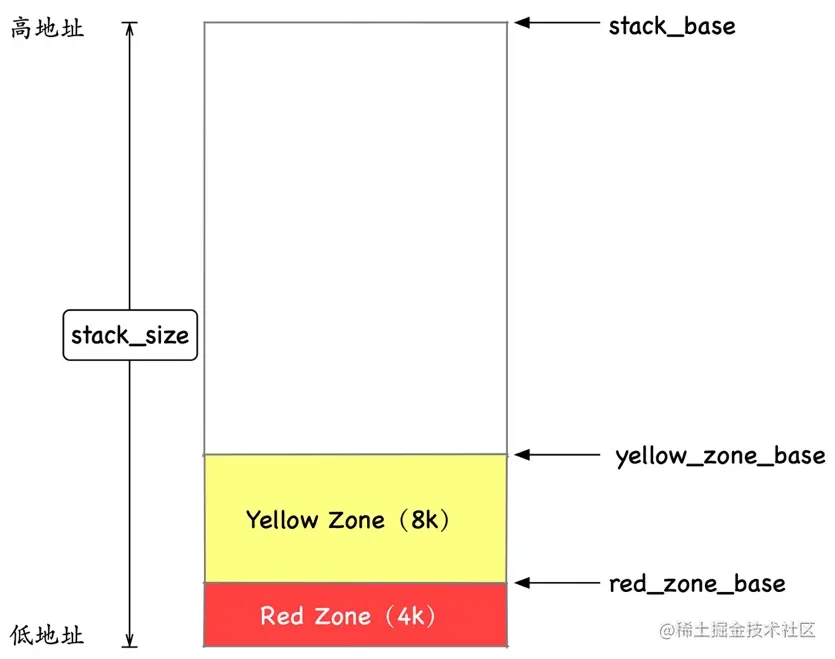 高地址
stack_base
stack_size
yellow_zone_base
Yellow Zone（8k）
red_zone_base
Red Zone（4k）
低地址
@稀土掘金技术社区